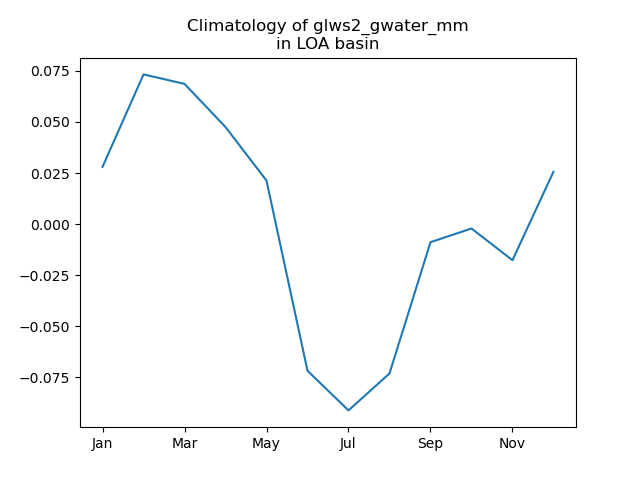 Climatology of glws2_gwater_mm
in LOA basin
0.075
0.050
0.025
0.000
−0.025
−0.050
−0.075
Jan
Mar
May
Jul
Sep
Nov